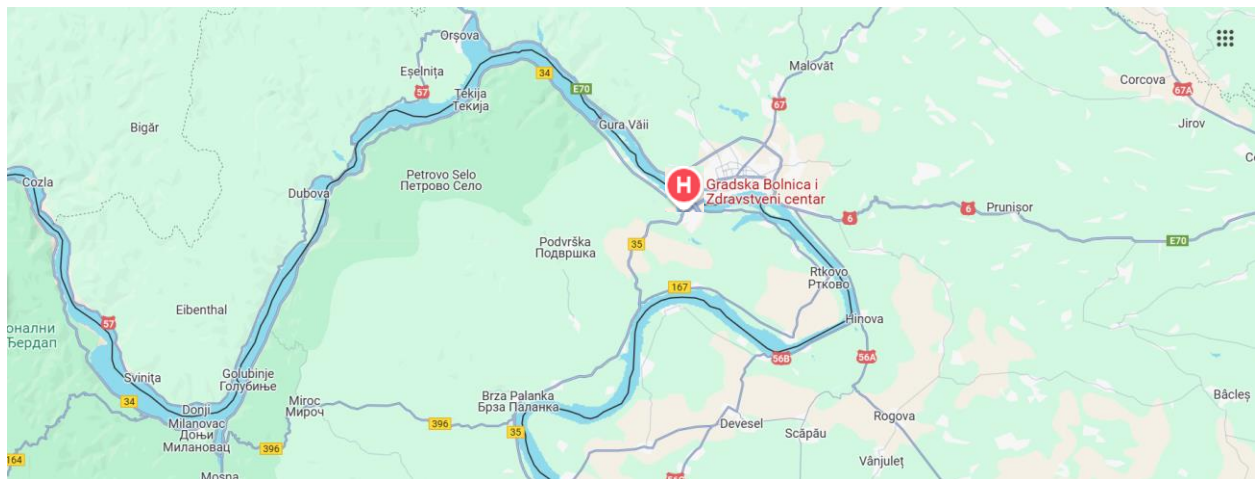 Orșova
Eșelnița
34
Malovăț
57
Tekija
Текија
E70
67
Corcova
67A
Jirov
Bigăr
Gura Văii
Petrovo Selo
Петрово Село
Cozla
Dubova
H
Gradska Bolnica i
Zdravstveni centar
6
6
Prunișor
E70
Podvrška
Подвршка
35
Rtkovo
Ртково
167
Eibenthal
57
онални
Ђердап
Hinova
56B
56A
Svinița
Golubinje
Голубиње
34
Donji
Milanovac
Доњи
Милановац
Miroc
Мироч
Brza Palanka
Брза Паланка
396
35
Bâcleș
Rogova
Devesel
Scăpău
396
164
Vânjuleț
Mosna